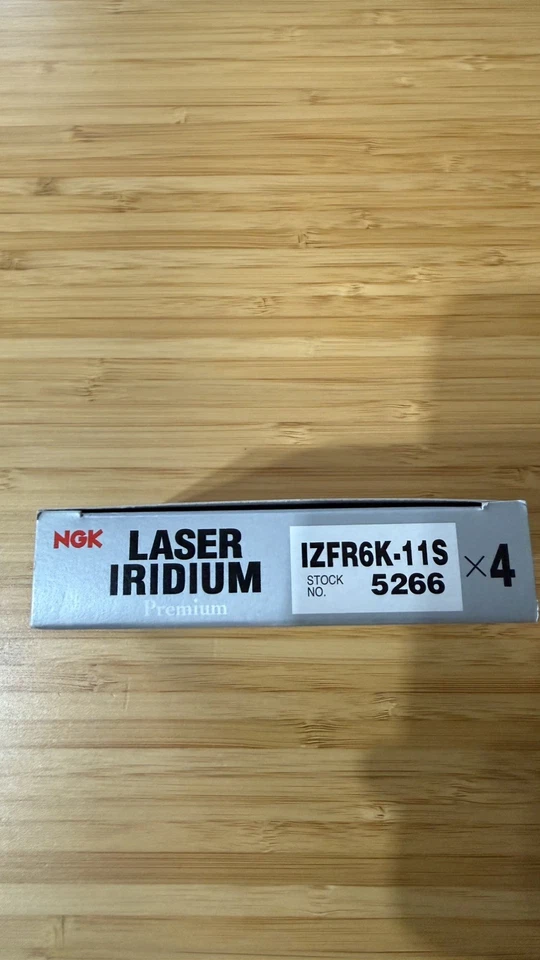 NGK
LASER
IRIDIUM
Premium
IZFR6K-11S
STOCK
NO.
5266
×4